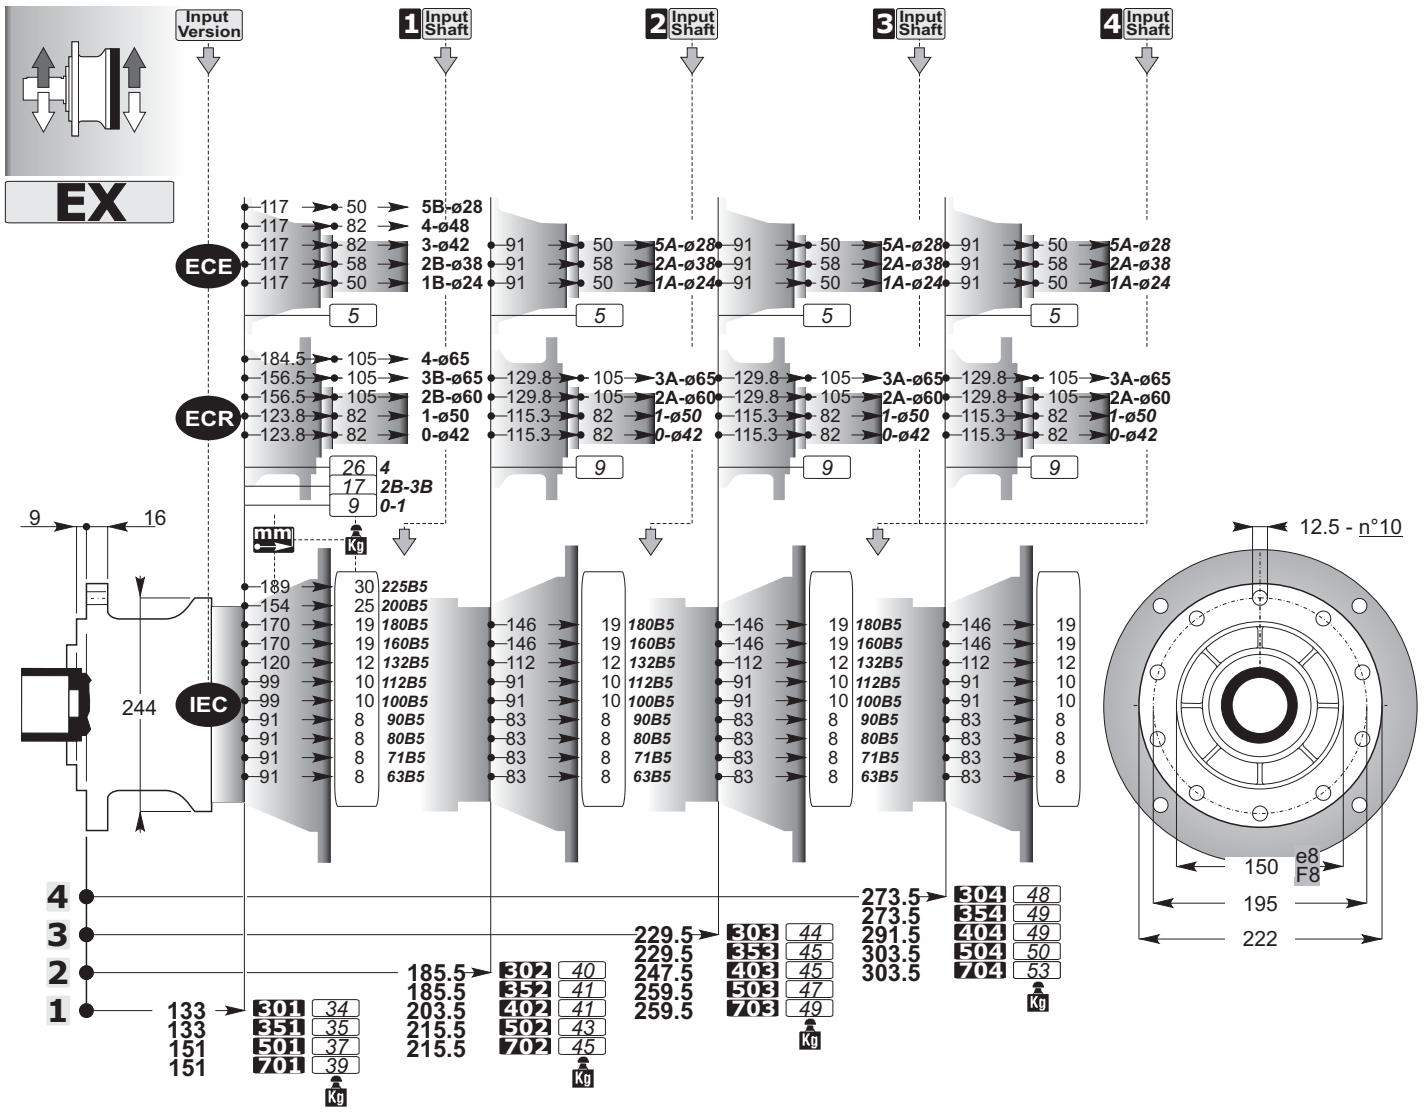 Input Version
1 Input Shaft
2 Input Shaft
3 Input Shaft
4 Input Shaft
EX
ECE
117 50 5B-ø28
117 82 4-ø48
117 82 3-ø42 91 50 5A-ø28 91 50 5A-ø28 91 50 5A-ø28
117 58 2B-ø38 91 58 2A-ø38 91 58 2A-ø38 91 58 2A-ø38
117 50 1B-ø24 91 50 1A-ø24 91 50 1A-ø24 91 50 1A-ø24
5 5 5 5
ECR
184.5 105 4-ø65
156.5 105 3B-ø65 129.8 105 3A-ø65 129.8 105 3A-ø65 129.8 105 3A-ø65
156.5 105 2B-ø60 129.8 105 2A-ø60 129.8 105 2A-ø60 129.8 105 2A-ø60
123.8 82 1-ø50 115.3 82 1-ø50 115.3 82 1-ø50 115.3 82 1-ø50
123.8 82 0-ø42 115.3 82 0-ø42 115.3 82 0-ø42 115.3 82 0-ø42
26 4 9 9 9
17 2B-3B
9 0-1
9 16
mm Kg
12.5 - n°10
IEC
244
189 30 225B5
154 25 200B5
170 19 180B5 146 19 180B5 146 19 180B5 146 19
170 19 160B5 146 19 160B5 146 19 160B5 146 19
120 12 132B5 112 12 132B5 112 12 132B5 112 12
99 10 112B5 91 10 112B5 91 10 112B5 91 10
99 10 100B5 91 10 100B5 91 10 100B5 91 10
91 8 90B5 83 8 90B5 83 8 90B5 83 8
91 8 80B5 83 8 80B5 83 8 80B5 83 8
91 8 71B5 83 8 71B5 83 8 71B5 83 8
91 8 63B5 83 8 63B5 83 8 63B5 83 8
150 e8 F8
195
222
4
273.5 304 48
273.5 354 49
291.5 404 49
303.5 504 50
303.5 704 53
Kg
3
229.5 303 44
229.5 353 45
247.5 403 45
259.5 503 47
259.5 703 49
Kg
2
185.5 302 40
185.5 352 41
203.5 402 41
215.5 502 43
215.5 702 45
Kg
1
133 301 34
133 351 35
151 501 37
151 701 39
Kg